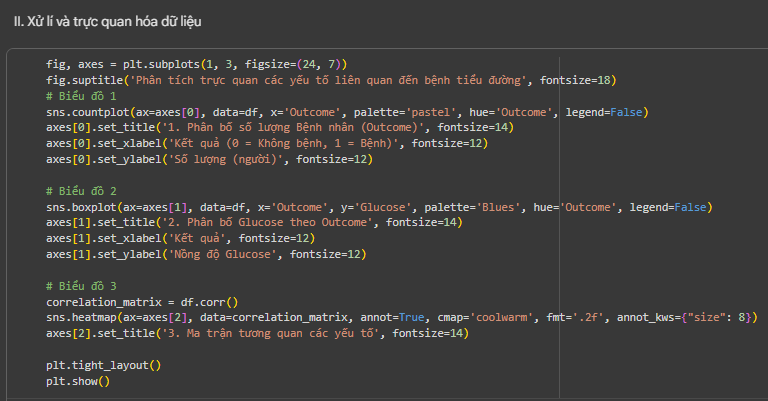 II. Xử lí và trực quan hóa dữ liệu
fig, axes = plt.subplots(1, 3, figsize=(24, 7))
fig.suptitle('Phân tích trực quan các yếu tố liên quan đến bệnh tiểu đường', fontsize=18)
# Biểu đồ 1
sns.countplot(ax=axes[0], data=df, x='Outcome', palette='pastel', hue='Outcome', legend=False)
axes[0].set_title('1. Phân bố số lượng Bệnh nhân (Outcome)', fontsize=14)
axes[0].set_xlabel('Kết quả (0 = Không bệnh, 1 = Bệnh)', fontsize=12)
axes[0].set_ylabel('Số lượng (người)', fontsize=12)
# Biểu đồ 2
sns.boxplot(ax=axes[1], data=df, x='Outcome', y='Glucose', palette='Blues', hue='Outcome', legend=False)
axes[1].set_title('2. Phân bố Glucose theo Outcome', fontsize=14)
axes[1].set_xlabel('Kết quả', fontsize=12)
axes[1].set_ylabel('Nồng độ Glucose', fontsize=12)
# Biểu đồ 3
correlation_matrix = df.corr()
sns.heatmap(ax=axes[2], data=correlation_matrix, annot=True, cmap='coolwarm', fmt='.2f', annot_kws={"size": 8})
axes[2].set_title('3. Ma trận tương quan các yếu tố', fontsize=14)
plt.tight_layout()
plt.show()